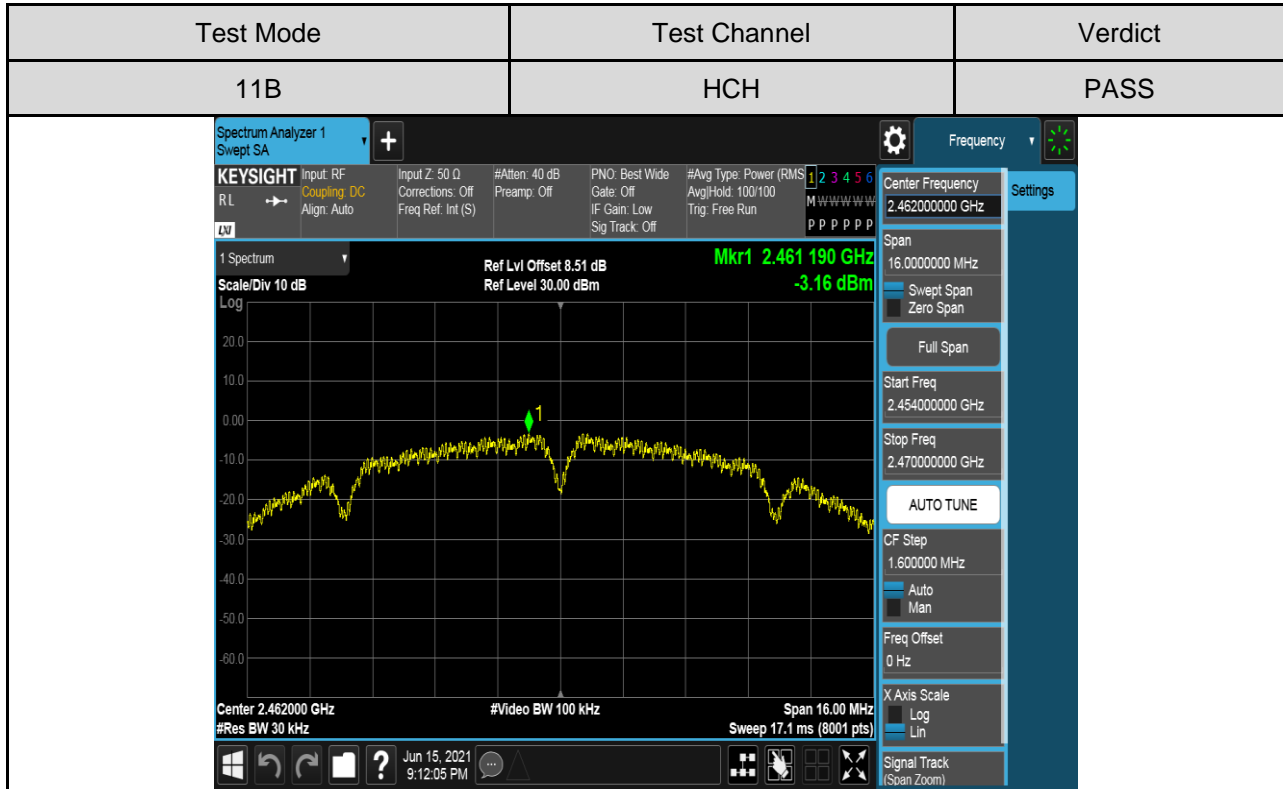 Test Mode Test Channel Verdict
11B HCH PASS
Spectrum Analyzer 1
Swept SA
+
Frequency
KEYSIGHT
RL
LXI
Input: RF
Coupling: DC
Align: Auto
Input Z: 50 Ω
Corrections: Off
Freq Ref: Int (S)
#Atten: 40 dB
Preamp: Off
PNO: Best Wide
Gate: Off
IF Gain: Low
Sig Track: Off
#Avg Type: Power (RMS
Avg|Hold: 100/100
Trig: Free Run
1 2 3 4 5 6
M W W W W W
P P P P P P
Center Frequency
2.462000000 GHz
Settings
Span
16.0000000 MHz
Swept Span
Zero Span
Full Span
Start Freq
2.454000000 GHz
Stop Freq
2.470000000 GHz
AUTO TUNE
CF Step
1.600000 MHz
Auto
Man
Freq Offset
0 Hz
X Axis Scale
Log
Lin
Signal Track
(Span Zoom)
1 Spectrum
Scale/Div 10 dB
Log
Ref Lvl Offset 8.51 dB
Ref Level 30.00 dBm
Mkr1 2.461 190 GHz
-3.16 dBm
20.0
10.0
0.00
-10.0
-20.0
-30.0
-40.0
-50.0
-60.0
1
Center 2.462000 GHz #Video BW 100 kHz Span 16.00 MHz
#Res BW 30 kHz Sweep 17.1 ms (8001 pts)
?
Jun 15, 2021
9:12:05 PM